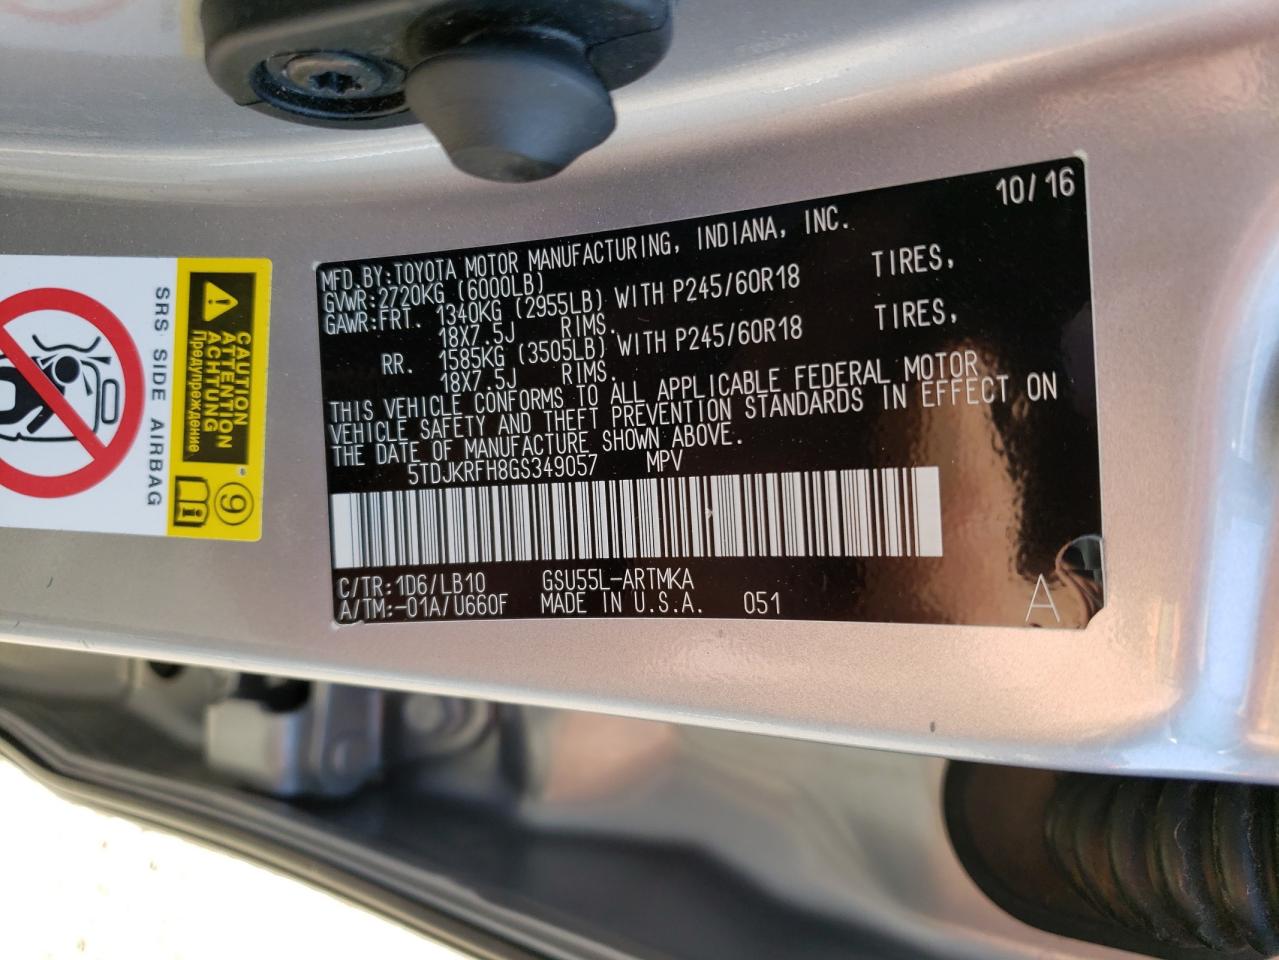 10/16
MFD.BY:TOYOTA MOTOR MANUFACTURING, INDIANA, INC.
GVWR:2720KG (6000LB)
GAWR:FRT. 1340KG (2955LB) WITH P245/60R18 TIRES,
18X7.5J RIMS.
RR. 1585KG (3505LB) WITH P245/60R18 TIRES,
18X7.5J RIMS.
THIS VEHICLE CONFORMS TO ALL APPLICABLE FEDERAL MOTOR
VEHICLE SAFETY AND THEFT PREVENTION STANDARDS IN EFFECT ON
THE DATE OF MANUFACTURE SHOWN ABOVE.
5TDJKRFH8GS349057 MPV
C/TR:1D6/LB10 GSU55L-ARTMKA
A/TM:-01A/U660F MADE IN U.S.A. 051
A
CAUTION
ATTENTION
ACHTUNG
Предупреждение
9
SRS SIDE AIRBAG